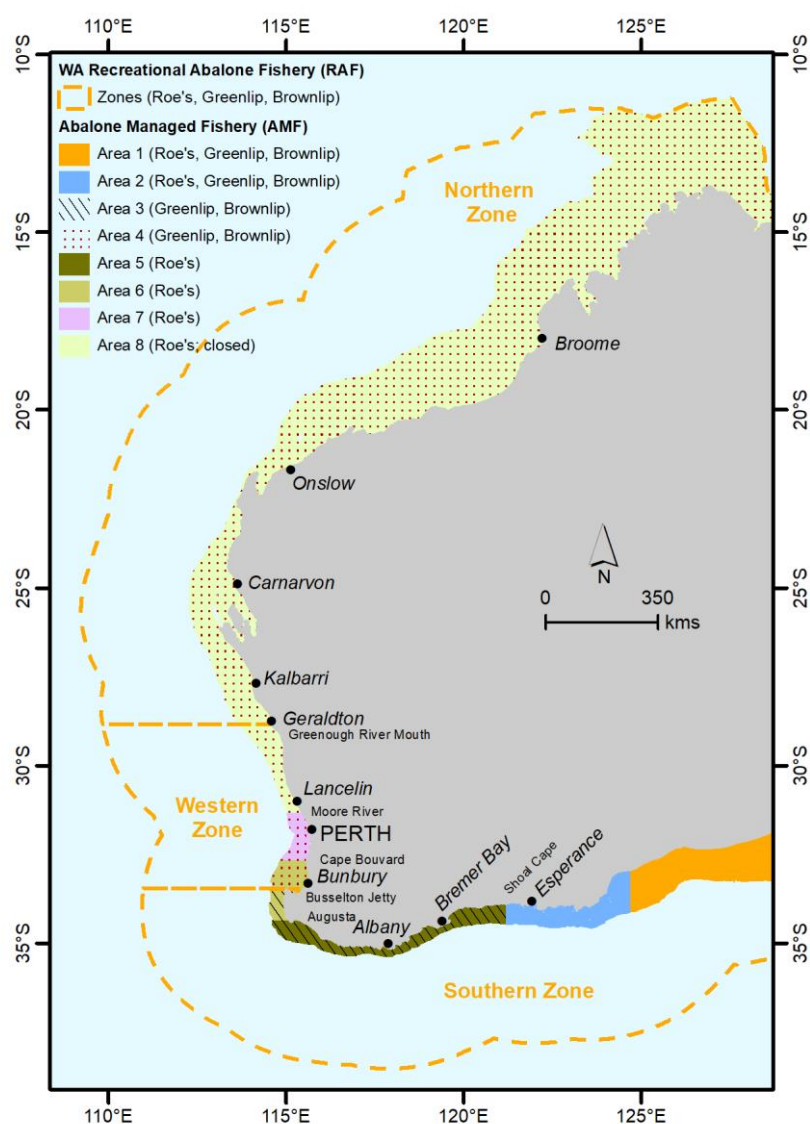 110°E 115°E 120°E 125°E
10°S
10°S
WA Recreational Abalone Fishery (RAF)
Zones (Roe's, Greenlip, Brownlip)
Abalone Managed Fishery (AMF)
Area 1 (Roe's, Greenlip, Brownlip)
Area 2 (Roe's, Greenlip, Brownlip)
Area 3 (Greenlip, Brownlip)
Area 4 (Greenlip, Brownlip)
Area 5 (Roe's)
Area 6 (Roe's)
Area 7 (Roe's)
Area 8 (Roe's; closed)
Northern
Zone
15°S
15°S
Broome
20°S
20°S
Onslow
N
25°S
25°S
Carnarvon
0 350
kms
Kalbarri
Geraldton
Greenough River Mouth
30°S
30°S
Lancelin
Western
Zone
Moore River
PERTH
Cape Bouvard
Bunbury
Busselton Jetty
Augusta
Albany
Bremer Bay
Shoal Cape
Esperance
35°S
35°S
Southern Zone
110°E 115°E 120°E 125°E